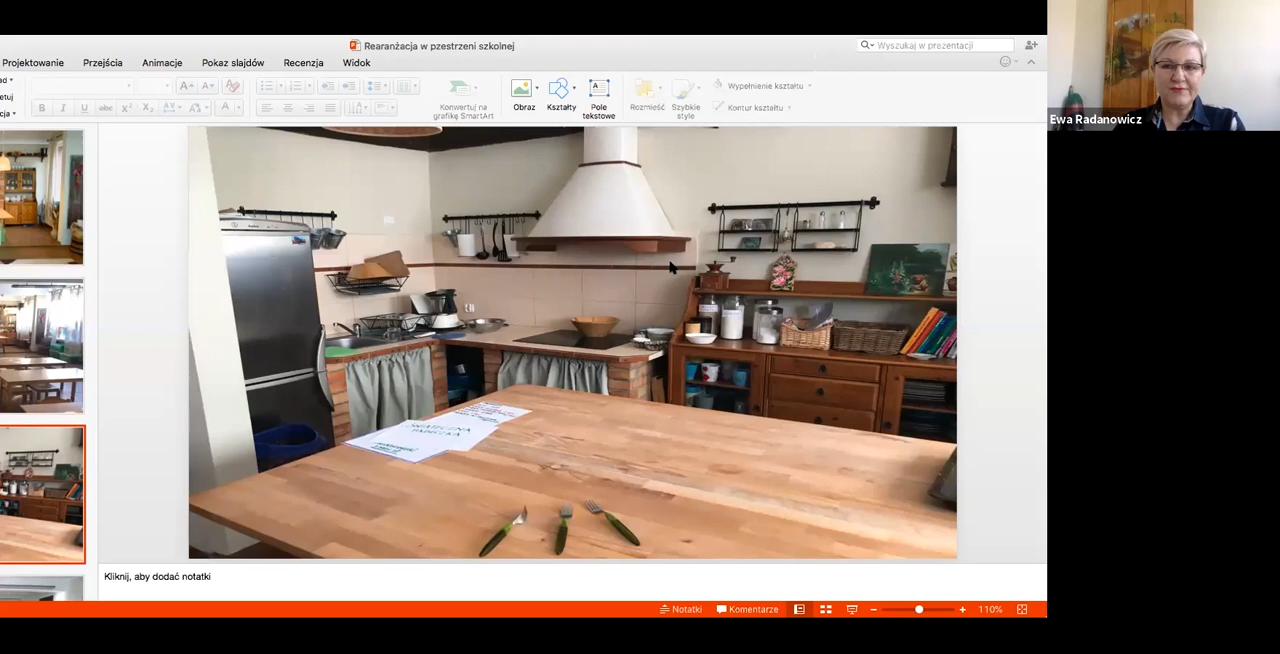 Rearanżacja w pzestrzeni szkolnej
Wyszukaj w prezentacji
Projektowanie
Przejścia
Animacje
Pokaz slajdów
Recenzja
Widok
Konwertuj na
grafikę SmartArt
Obraz
Kształty
Pole
tekstowe
Rozmieść
Szybkie
style
Wypełnienie kształtu
Kontur kształtu
Ewa Radanowicz
Kliknij, aby dodać notatki
Notatki
Komentarze
110%